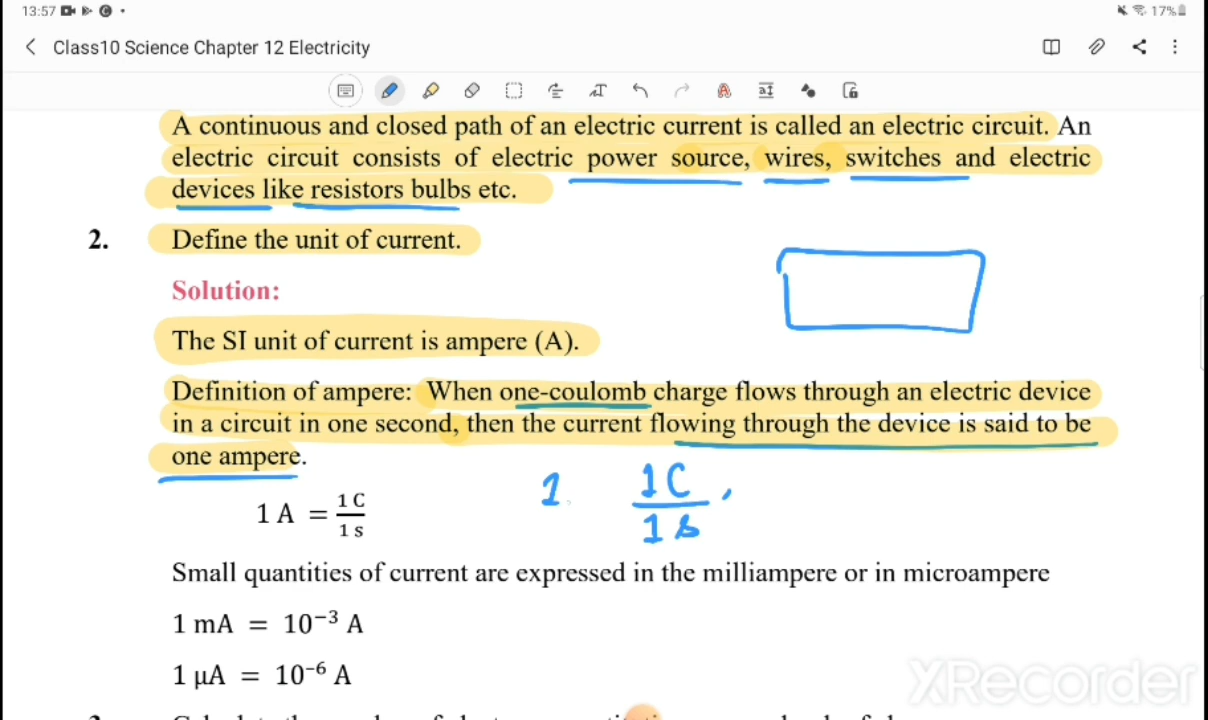 13:57 17%
Class10 Science Chapter 12 Electricity
A continuous and closed path of an electric current is called an electric circuit. An
electric circuit consists of electric power source, wires, switches and electric
devices like resistors bulbs etc.
2. Define the unit of current.
Solution:
The SI unit of current is ampere (A).
Definition of ampere: When one-coulomb charge flows through an electric device
in a circuit in one second, then the current flowing through the device is said to be
one ampere.
1 A = 1 C / 1 s
1. 1C / 1s
Small quantities of current are expressed in the milliampere or in microampere
1 mA = 10⁻³ A
1 μA = 10⁻⁶ A
XRecorder